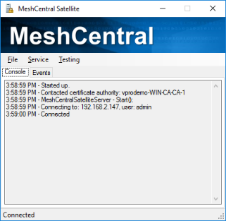 MeshCentral Satellite
MeshCentral
File Service Testing
Console Events
3:58:59 PM - Started up.
3:58:59 PM - Contacted certificate authority: vprodemo-WIN-CA-CA-1
3:58:59 PM - MeshCentralSatelliteServer - Start().
3:58:59 PM - Connecting to: 192.168.2.147, user: admin
3:59:00 PM - Connected
Connected